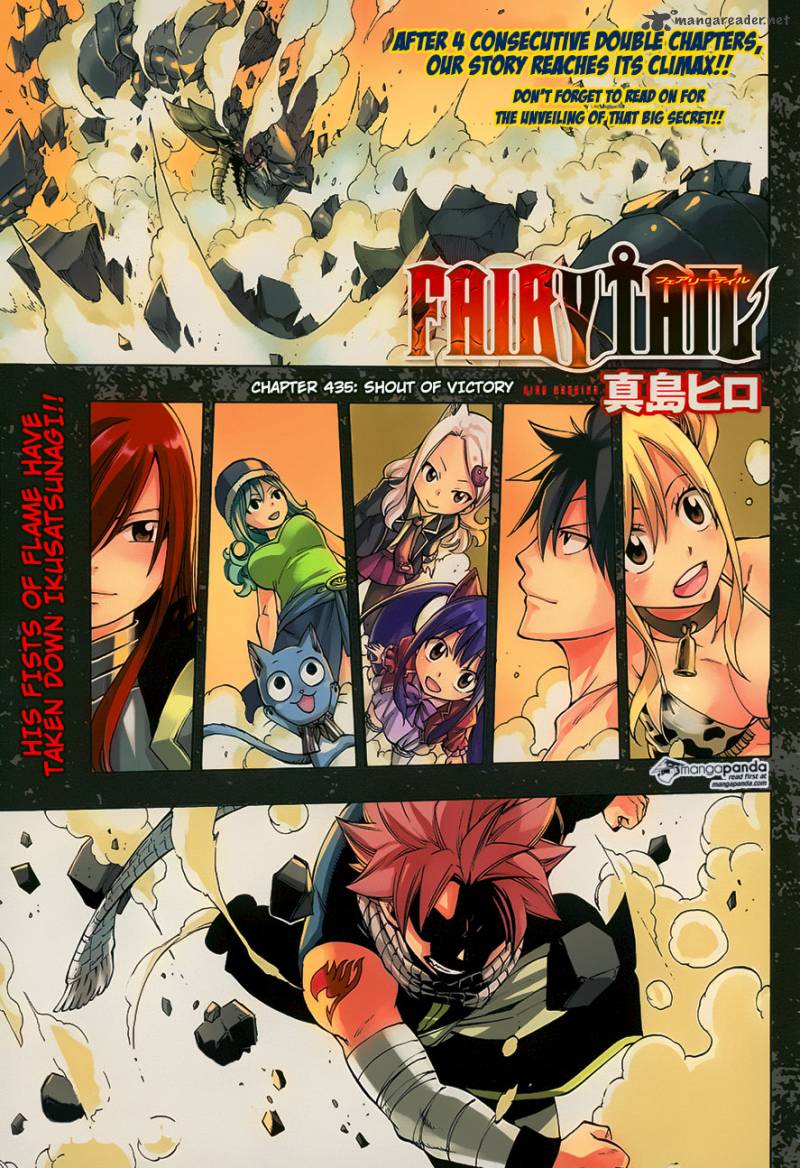 mangareader.net
AFTER 4 CONSECUTIVE DOUBLE CHAPTERS,
OUR STORY REACHES ITS CLIMAX!!
DON'T FORGET TO READ ON FOR
THE UNVEILING OF THAT BIG SECRET!!
FAIRY TAIL
フェアリーテイル
CHAPTER 435: SHOUT OF VICTORY
HIRO MASHIMA
真島ヒロ
HIS FISTS OF FLAME HAVE
TAKEN DOWN IKUSATSUNAGI!!
mangapanda
read first at
mangapanda.com